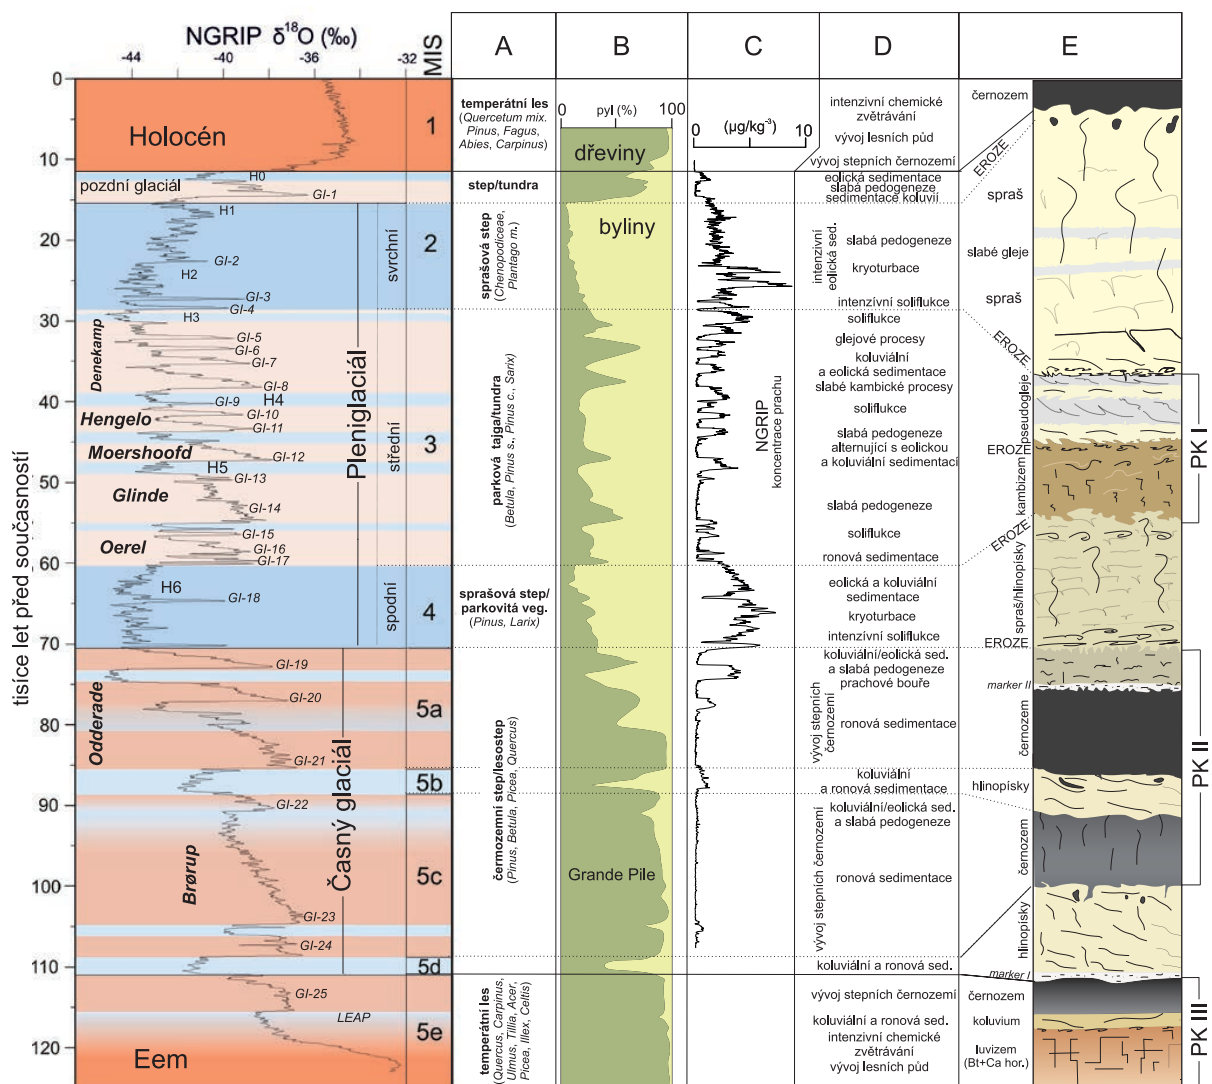 NGRIP δ¹⁸O (‰)
-44 -40 -36 -32
MIS
A
B
C
D
E
tisíce let před současností
0
10
20
30
40
50
60
70
80
90
100
110
120
Holocén
pozdní glaciál
H0
GI-1
H1
GI-2
H2
GI-3
GI-4
H3
GI-5
GI-6
GI-7
GI-8
GI-9
H4
GI-10
GI-11
GI-12
H5
GI-13
GI-14
GI-15
GI-16
GI-17
H6
GI-18
GI-19
GI-20
GI-21
GI-22
GI-23
GI-24
GI-25
LEAP
Eem
Denekamp
Hengelo
Moershoofd
Glinde
Oerel
Odderade
Brørup
Pleniglaciál
svrchní
střední
spodní
Časný glaciál
1
2
3
4
5a
5b
5c
5d
5e
temperátní les
(Quercetum mix.
Pinus, Fagus,
Abies, Carpinus)
step/tundra
sprašová step
(Chenopodiceae,
Plantago m.)
parková tajga/tundra
(Betula, Pinus s., Pinus c., Sarix)
sprašová step/
parkovitá veg.
(Pinus, Larix)
čermozemní step/lesostep
(Pinus, Betula, Picea, Quercus)
temperátní les
(Quercus, Carpinus,
Ulmus, Tillia, Acer,
Picea, Illex, Celtis)
0 pyl (%) 100
dřeviny
byliny
Grande Pile
(µg/kg⁻³)
0 10
NGRIP
koncentrace prachu
intenzivní chemické
zvětrávání
vývoj lesních půd
vývoj stepních černozemí
eolická sedimentace
slabá pedogeneze
sedimentace koluvií
intenzivní
eolická sed.
slabá pedogeneze
kryoturbace
intenzívní soliflukce
soliflukce
glejové procesy
koluviální
a eolická sedimentace
slabé kambické procesy
soliflukce
slabá pedogeneze
alternující s eolickou
a koluviální sedimentací
slabá pedogeneze
soliflukce
ronová sedimentace
eolická a koluviální
sedimentace
kryoturbace
intenzívní soliflukce
koluviální/eolická sed.
a slabá pedogeneze
prachové bouře
vývoj stepních
černozemí
ronová sedimentace
koluviální
a ronová sedimentace
koluviální/eolická sed.
a slabá pedogeneze
vývoj stepních černozemí
ronová sedimentace
koluviální a ronová sed.
vývoj stepních černozemí
koluviální a ronová sed.
intenzivní chemické
zvětrávání
vývoj lesních půd
černozem
EROZE
spraš
slabé gleje
spraš
EROZE
pseudogleje
EROZE
kambizem
EROZE
spraš/hlinopísky
EROZE
marker II
černozem
hlinopísky
černozem
hlinopísky
marker I
černozem
koluvium
luvizem
(Bt+Ca hor.)
PK I
PK II
PK III